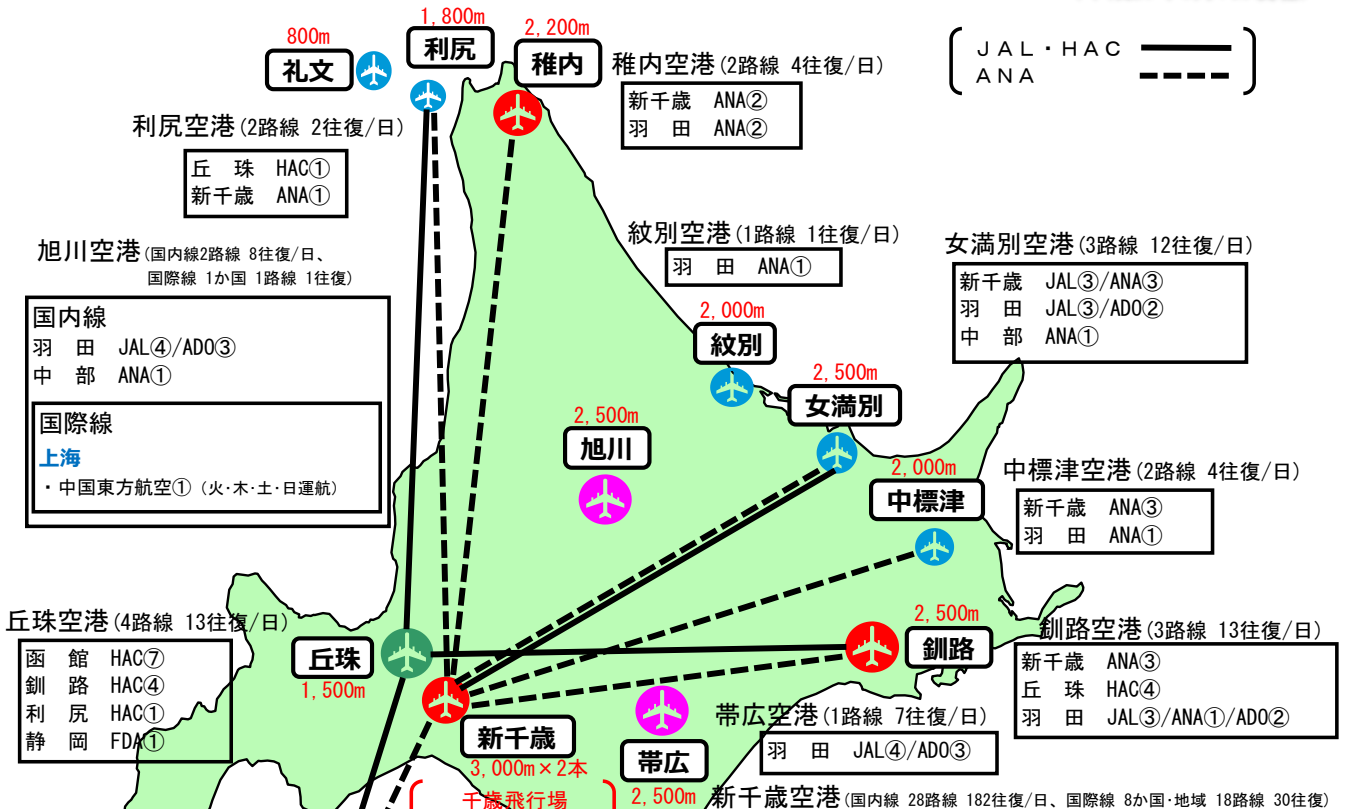 JAL・HAC
ANA
800m
礼文
1,800m
利尻
2,200m
稚内
稚内空港(2路線 4往復/日)
新千歳 ANA②
羽 田 ANA②
利尻空港(2路線 2往復/日)
丘 珠 HAC①
新千歳 ANA①
旭川空港(国内線2路線 8往復/日、
国際線 1か国 1路線 1往復)
国内線
羽 田 JAL④/ADO③
中 部 ANA①
国際線
上海
・中国東方航空① (火・木・土・日運航)
紋別空港(1路線 1往復/日)
羽 田 ANA①
2,000m
紋別
女満別空港(3路線 12往復/日)
新千歳 JAL③/ANA③
羽 田 JAL③/ADO②
中 部 ANA①
2,500m
女満別
2,500m
旭川
2,000m
中標津
中標津空港(2路線 4往復/日)
新千歳 ANA③
羽 田 ANA①
丘珠空港(4路線 13往復/日)
函 館 HAC⑦
釧 路 HAC④
利 尻 HAC①
静 岡 FDA①
丘珠
1,500m
2,500m
釧路
釧路空港(3路線 13往復/日)
新千歳 ANA③
丘 珠 HAC④
羽 田 JAL③/ANA①/ADO②
新千歳
3,000m×2本
千歳飛行場
帯広
2,500m
帯広空港(1路線 7往復/日)
羽 田 JAL④/ADO③
新千歳空港(国内線 28路線 182往復/日、国際線 8か国・地域 18路線 30往復)